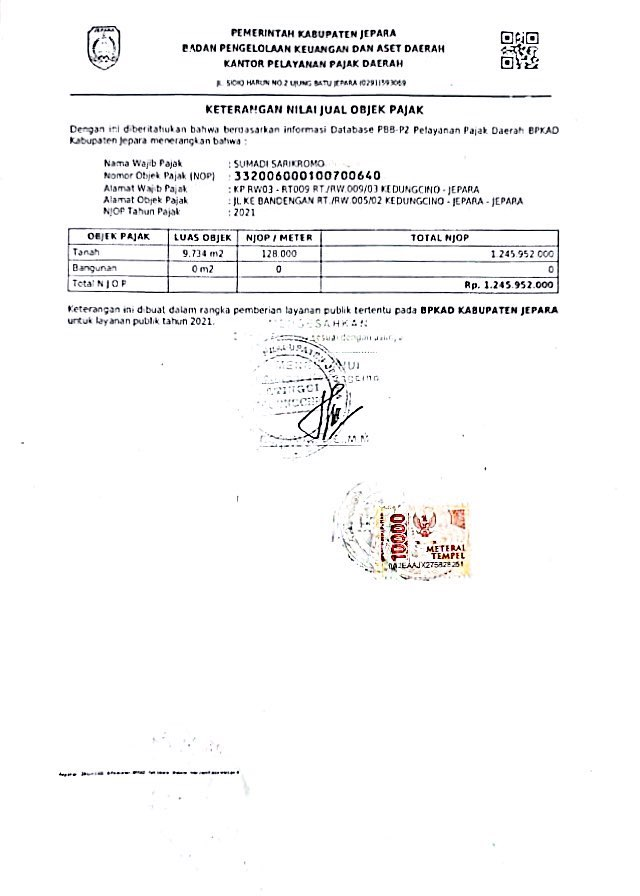 JEPARA
PEMERINTAH KABUPATEN JEPARA
BADAN PENGELOLAAN KEUANGAN DAN ASET DAERAH
KANTOR PELAYANAN PAJAK DAERAH
JL. SIDIO HARUN NO.2 UJUNG BATU JEPARA (0291)593069
KETERANGAN NILAI JUAL OBJEK PAJAK
Dengan ini diberitahukan bahwa berdasarkan informasi Database PBB-P2 Pelayanan Pajak Daerah BPKAD
Kabupaten Jepara menerangkan bahwa :
Nama Wajib Pajak : SUMADI SARIKROMO
Nomor Objek Pajak (NOP) : 332006000100700640
Alamat Wajib Pajak : KP RW03 - RT009 RT./RW.009/03 KEDUNGCINO - JEPARA
Alamat Objek Pajak : JL KE BANDENGAN RT./RW.005/02 KEDUNGCINO - JEPARA - JEPARA
NJOP Tahun Pajak : 2021
OBJEK PAJAK LUAS OBJEK NJOP / METER TOTAL NJOP
Tanah 9.734 m2 128.000 1.245.952.000
Bangunan 0 m2 0 0
Total N J O P Rp. 1.245.952.000
Keterangan ini dibuat dalam rangka pemberian layanan publik tertentu pada BPKAD KABUPATEN JEPARA
untuk layanan publik tahun 2021.
MENGESAHKAN
sesuai dengan aslinya
M.M
10000
METERAI
TEMPEL